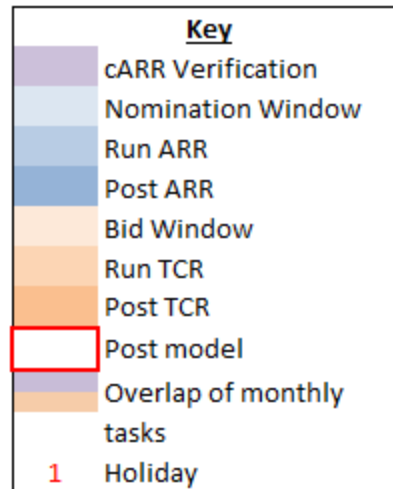 Key
cARR Verification
Nomination Window
Run ARR
Post ARR
Bid Window
Run TCR
Post TCR
Post model
Overlap of monthly
tasks
1 Holiday